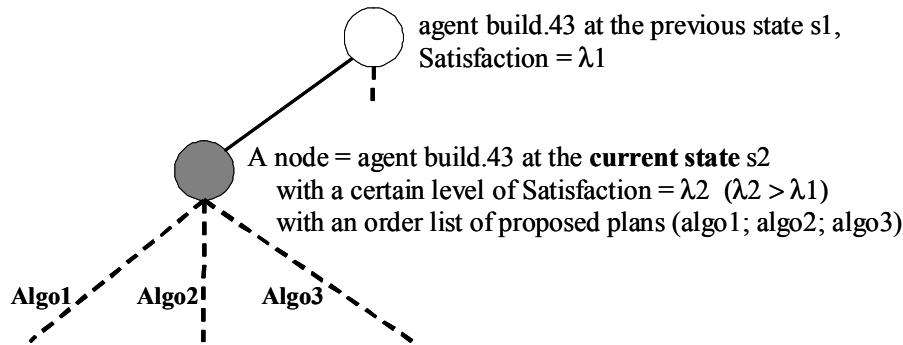 agent build.43 at the previous state s1,
Satisfaction = λ1
A node = agent build.43 at the current state s2
with a certain level of Satisfaction = λ2 (λ2 > λ1)
with an order list of proposed plans (algo1; algo2; algo3)
Algo1 Algo2 Algo3